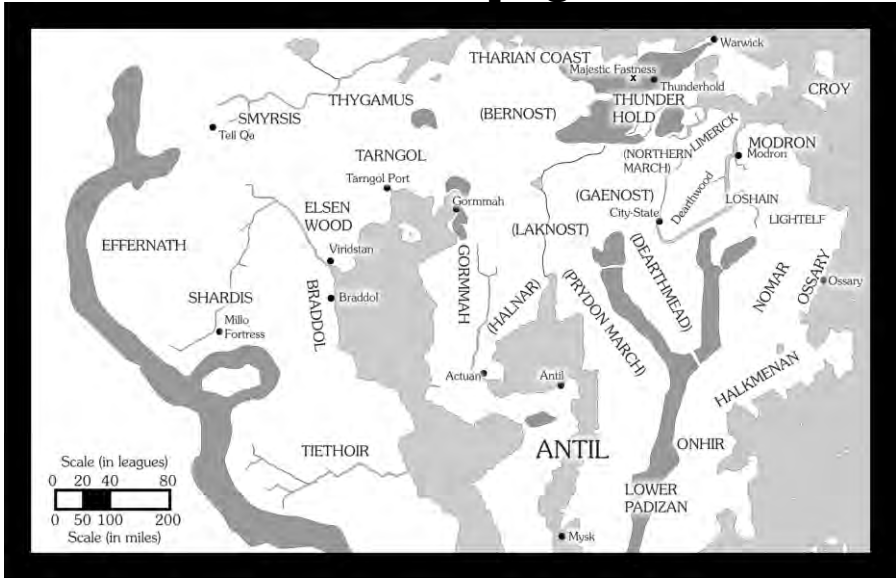 Warwick
THARIAN COAST
Majestic Fastness
x
Thunderhold
CROY
THYGAMUS
THUNDER
HOLD
(BERNOST)
SMYRSIS
Tell Qa
LIMERICK
MODRON
Modron
TARNGOL
(NORTHERN
MARCH)
Tarngol Port
(GAENOST)
Dearthwood
LOSHAIN
ELSEN
WOOD
Gormmah
City-State
LIGHTELF
(LAKNOST)
EFFERNATH
Viridstan
GORMMAH
(DEARTHMEAD)
NOMAR
OSSARY
Ossary
SHARDIS
BRADDOL
Braddol
(HALNAR)
(PRYDON MARCH)
Millo
Fortress
Actuan
Antil
HALKMENAN
TIETHOIR
ANTIL
ONHIR
Scale (in leagues)
0 20 40 80
0 50 100 200
Scale (in miles)
LOWER
PADIZAN
Mysk